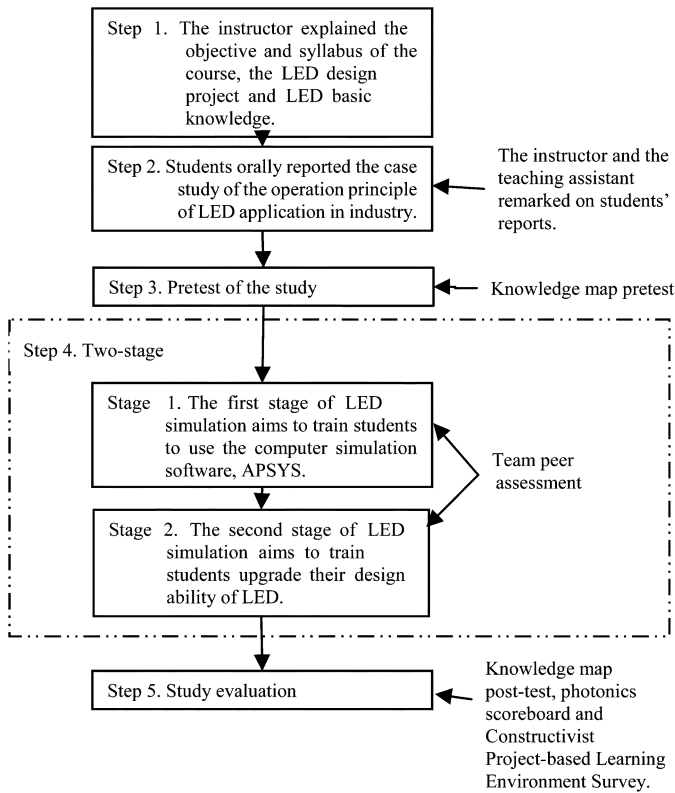 Step 1. The instructor explained the
objective and syllabus of the
course, the LED design
project and LED basic
knowledge.
Step 2. Students orally reported the case
study of the operation principle
of LED application in industry.
The instructor and the
teaching assistant
remarked on students’
reports.
Step 3. Pretest of the study
Knowledge map pretest
Step 4. Two-stage
Stage 1. The first stage of LED
simulation aims to train students
to use the computer simulation
software, APSYS.
Team peer
assessment
Stage 2. The second stage of LED
simulation aims to train
students upgrade their design
ability of LED.
Step 5. Study evaluation
Knowledge map
post-test, photonics
scoreboard and
Constructivist
Project-based Learning
Environment Survey.